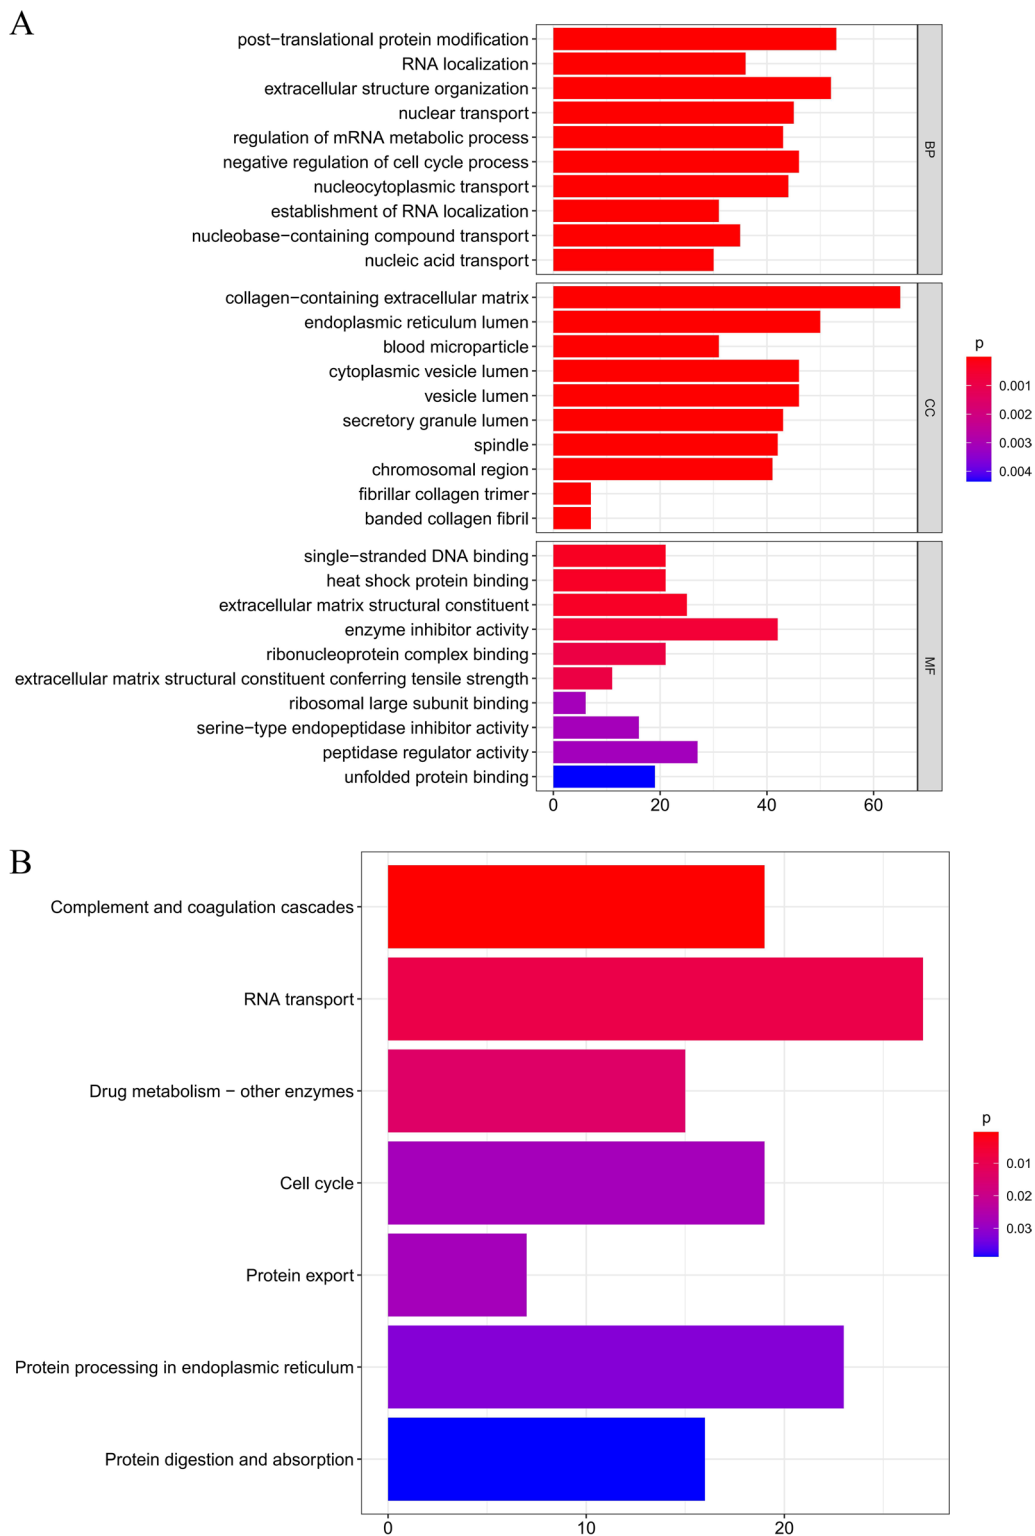 A
post−translational protein modification
RNA localization
extracellular structure organization
nuclear transport
regulation of mRNA metabolic process
negative regulation of cell cycle process
nucleocytoplasmic transport
establishment of RNA localization
nucleobase−containing compound transport
nucleic acid transport
BP
collagen−containing extracellular matrix
endoplasmic reticulum lumen
blood microparticle
cytoplasmic vesicle lumen
vesicle lumen
secretory granule lumen
spindle
chromosomal region
fibrillar collagen trimer
banded collagen fibril
CC
single−stranded DNA binding
heat shock protein binding
extracellular matrix structural constituent
enzyme inhibitor activity
ribonucleoprotein complex binding
extracellular matrix structural constituent conferring tensile strength
ribosomal large subunit binding
serine−type endopeptidase inhibitor activity
peptidase regulator activity
unfolded protein binding
MF
0 20 40 60
p
0.001
0.002
0.003
0.004
B
Complement and coagulation cascades
RNA transport
Drug metabolism − other enzymes
Cell cycle
Protein export
Protein processing in endoplasmic reticulum
Protein digestion and absorption
0 10 20
p
0.01
0.02
0.03